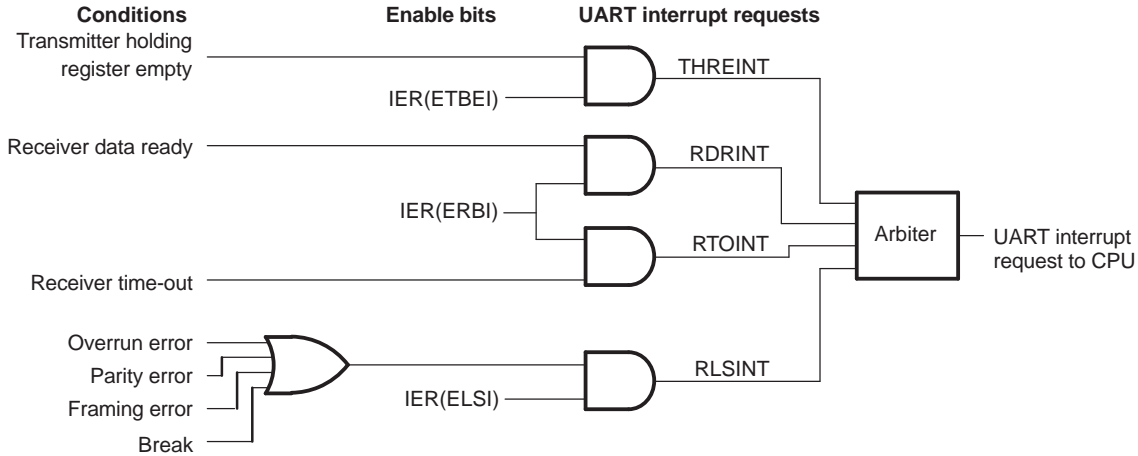 Conditions
Enable bits
UART interrupt requests
Transmitter holding
register empty
THREINT
IER(ETBEI)
Receiver data ready
RDRINT
IER(ERBI)
Arbiter
UART interrupt
request to CPU
RTOINT
Receiver time-out
Overrun error
Parity error
Framing error
Break
RLSINT
IER(ELSI)